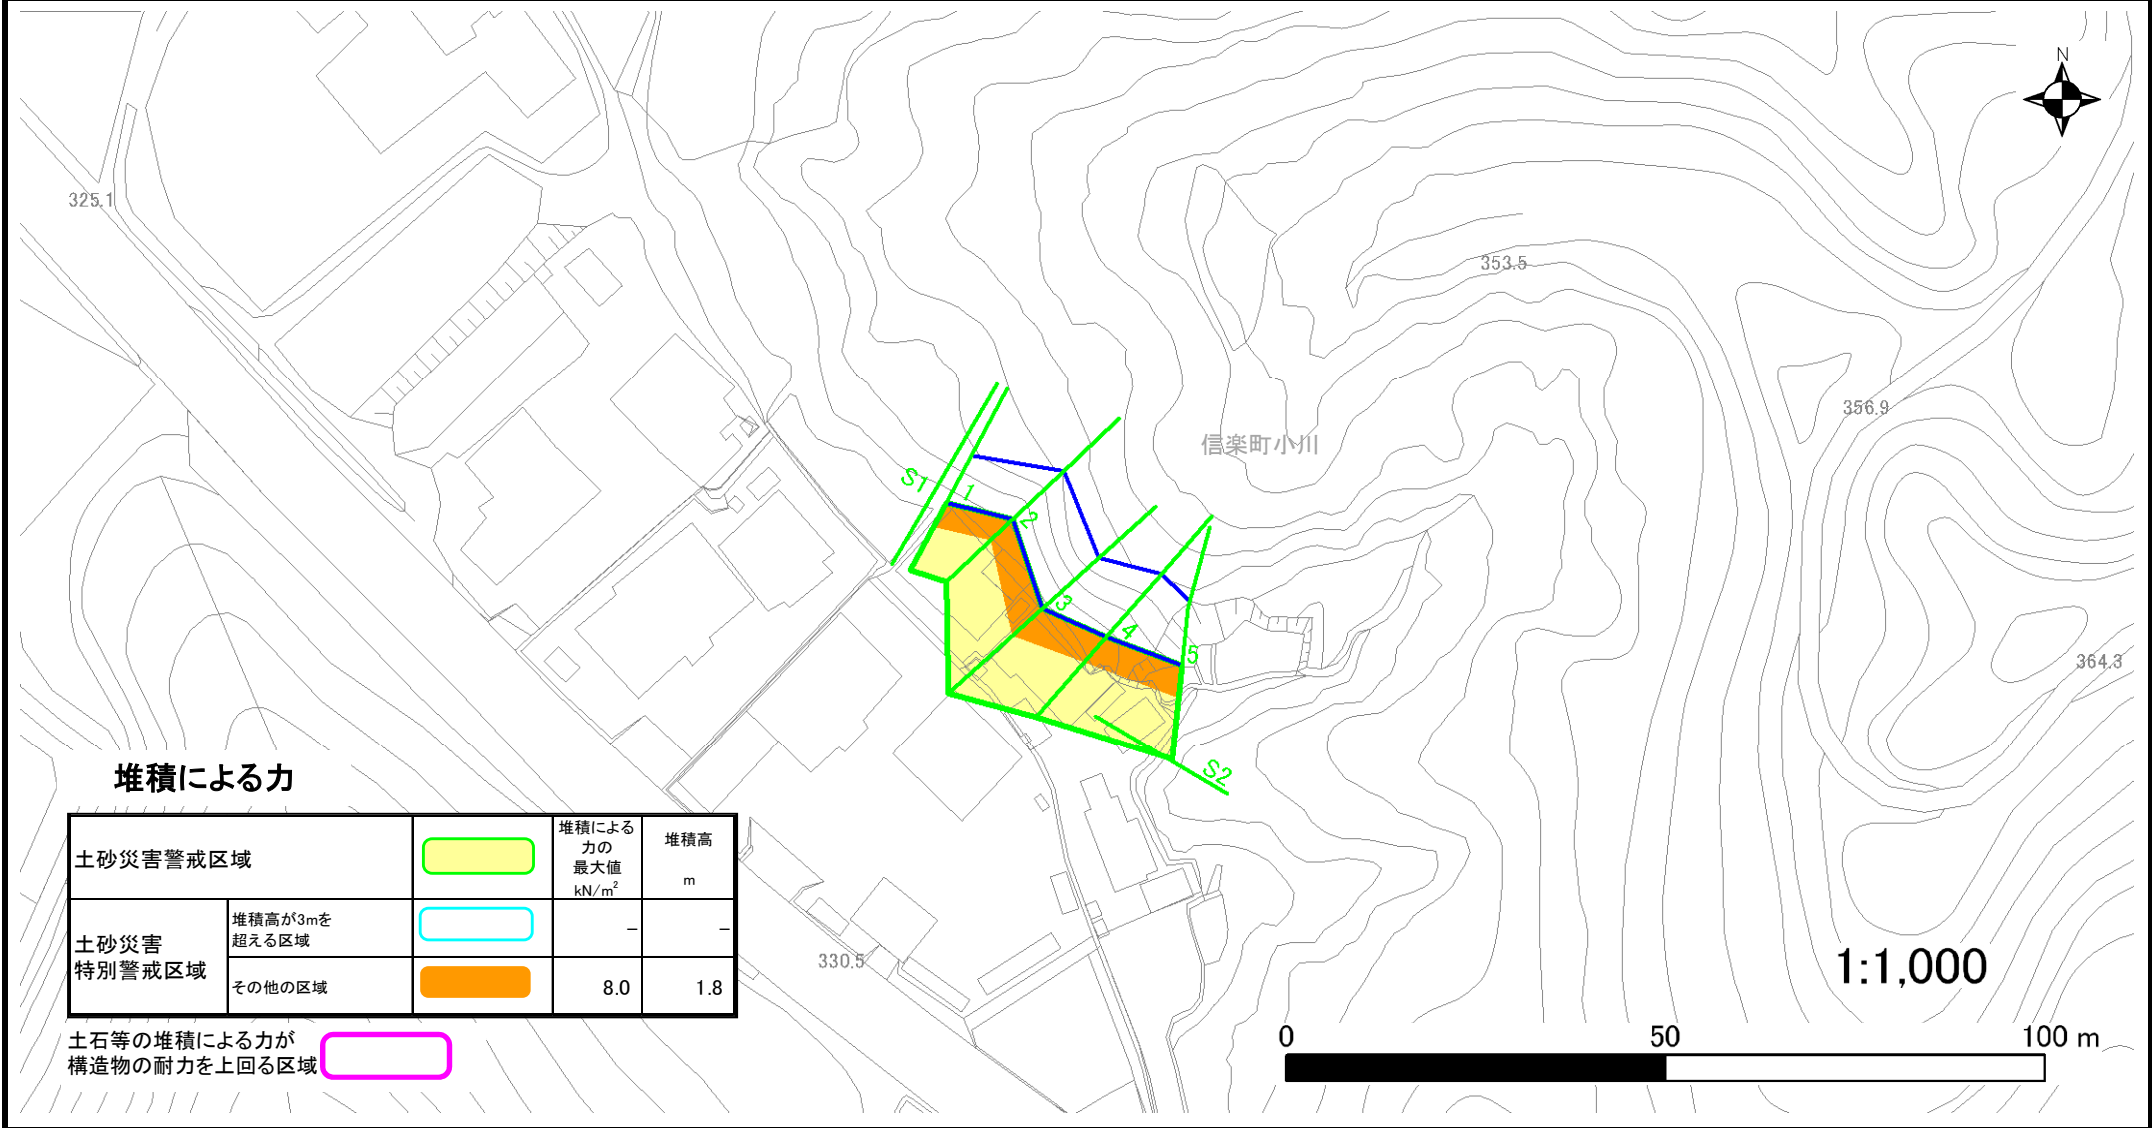 N
325.1
353.5
356.9
信楽町小川
S1
1
2
3
4
5
364.3
S2
堆積による力
土砂災害警戒区域
堆積による
力の
最大値
kN/m²
堆積高
m
土砂災害
特別警戒区域
堆積高が3mを
超える区域
–
–
その他の区域
8.0
1.8
330.5
土石等の堆積による力が
構造物の耐力を上回る区域
1:1,000
0 50 100 m